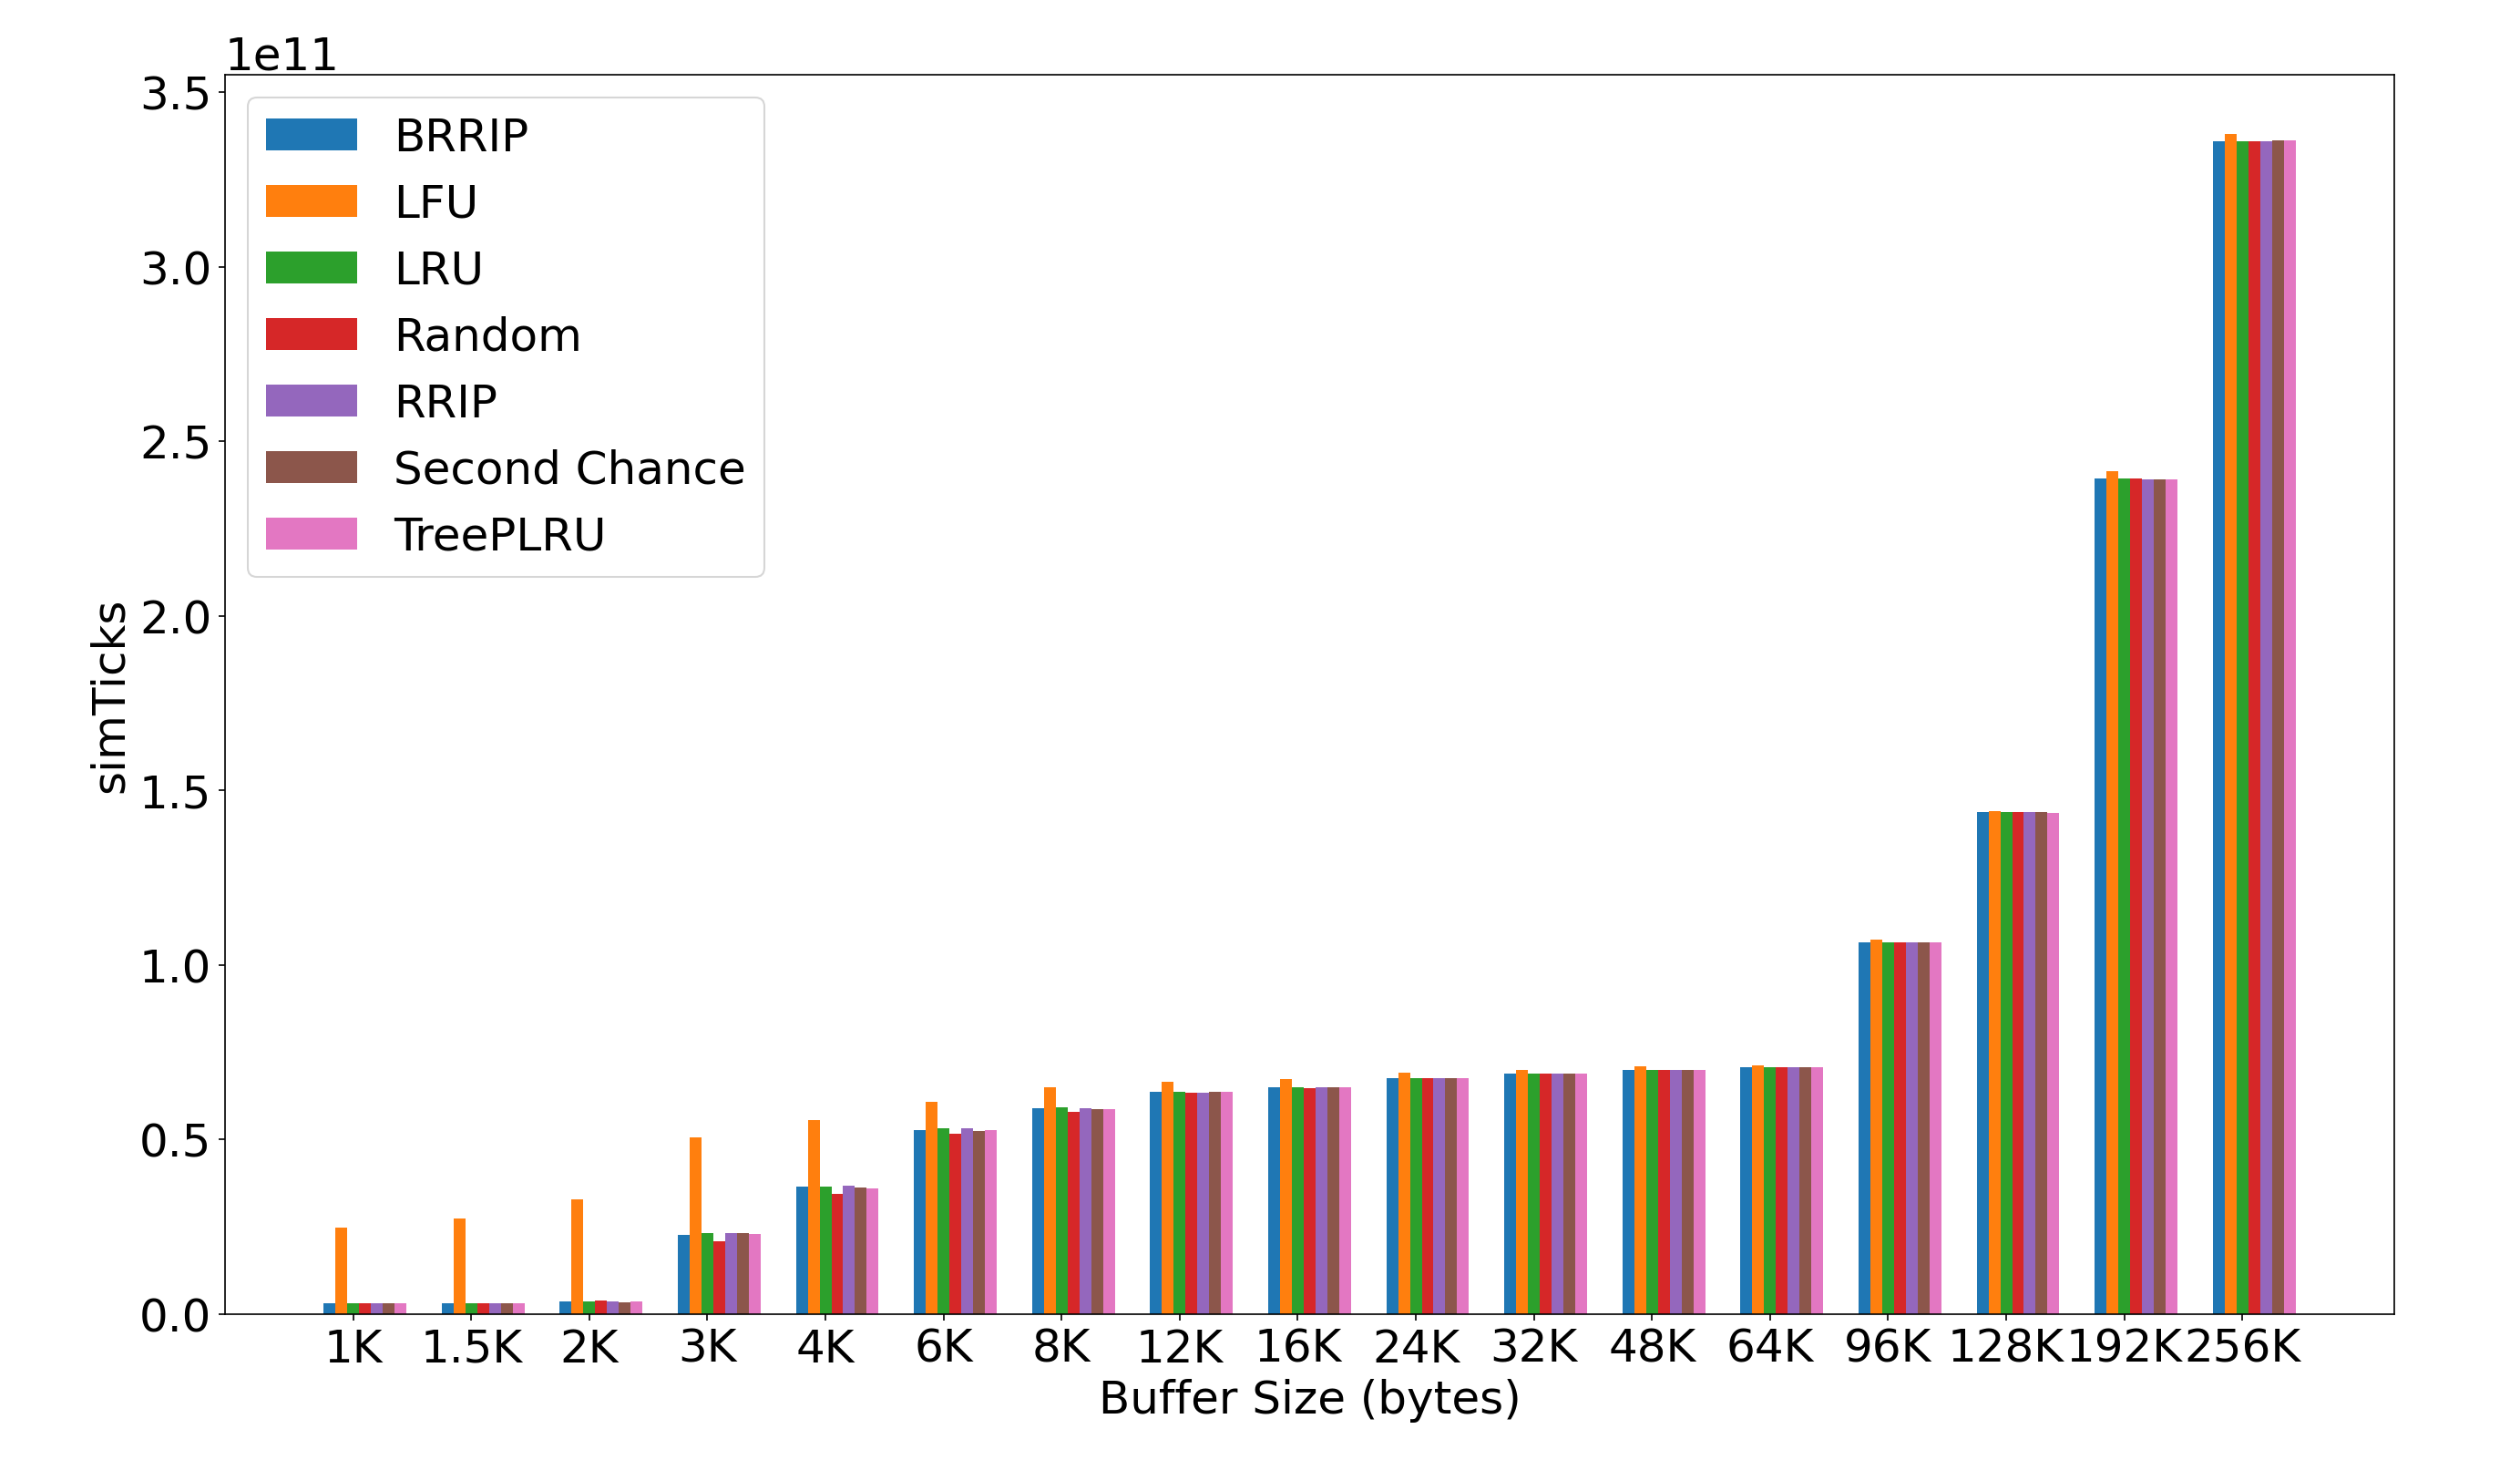 1e11
3.5
3.0
2.5
2.0
1.5
1.0
0.5
0.0
simTicks
BRRIP
LFU
LRU
Random
RRIP
Second Chance
TreePLRU
1K 1.5K 2K 3K 4K 6K 8K 12K 16K 24K 32K 48K 64K 96K 128K 192K 256K
Buffer Size (bytes)